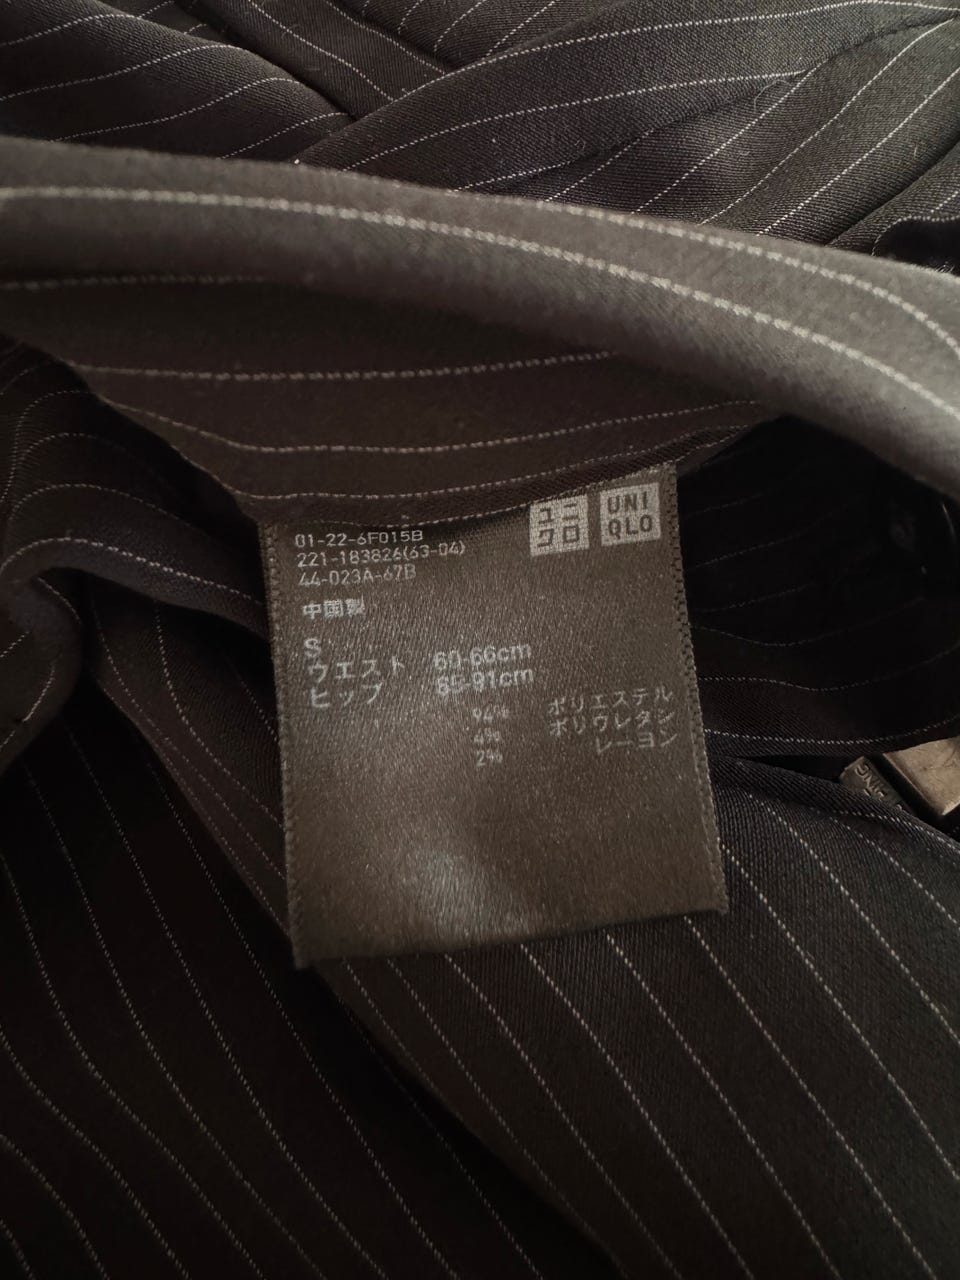 ユニ
クロ
UNI
QLO
01-22-6F015B
221-183826(63-04)
44-023A-67B
中国製
S
ウエスト 60-66cm
ヒップ 85-91cm
94% ポリエステル
4% ポリウレタン
2% レーヨン